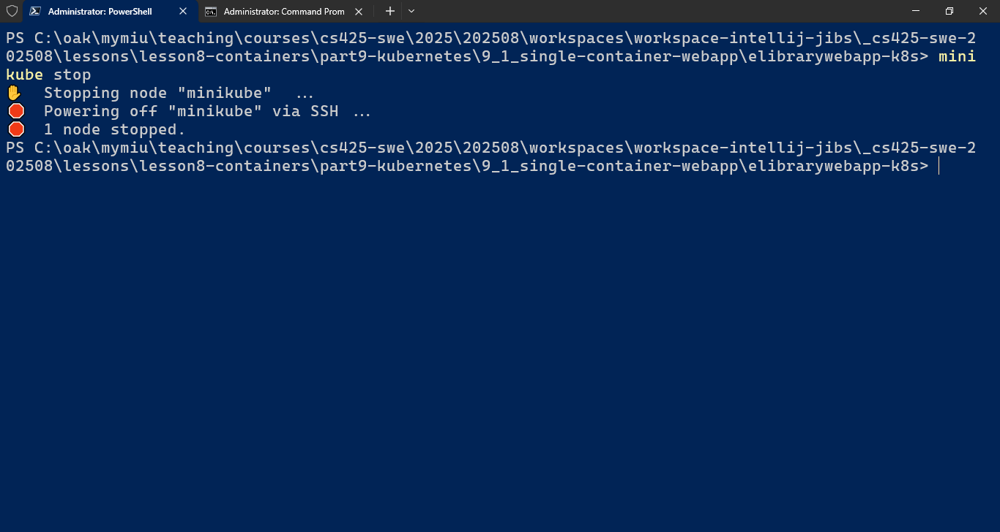 Administrator: PowerShell
Administrator: Command Prom
PS C:\oak\mymiu\teaching\courses\cs425-swe\2025\202508\workspaces\workspace-intellij-jibs\_cs425-swe-2
02508\lessons\lesson8-containers\part9-kubernetes\9_1_single-container-webapp\elibrarywebapp-k8s> mini
kube stop
✋  Stopping node "minikube"  ...
🛑  Powering off "minikube" via SSH ...
🛑  1 node stopped.
PS C:\oak\mymiu\teaching\courses\cs425-swe\2025\202508\workspaces\workspace-intellij-jibs\_cs425-swe-2
02508\lessons\lesson8-containers\part9-kubernetes\9_1_single-container-webapp\elibrarywebapp-k8s>